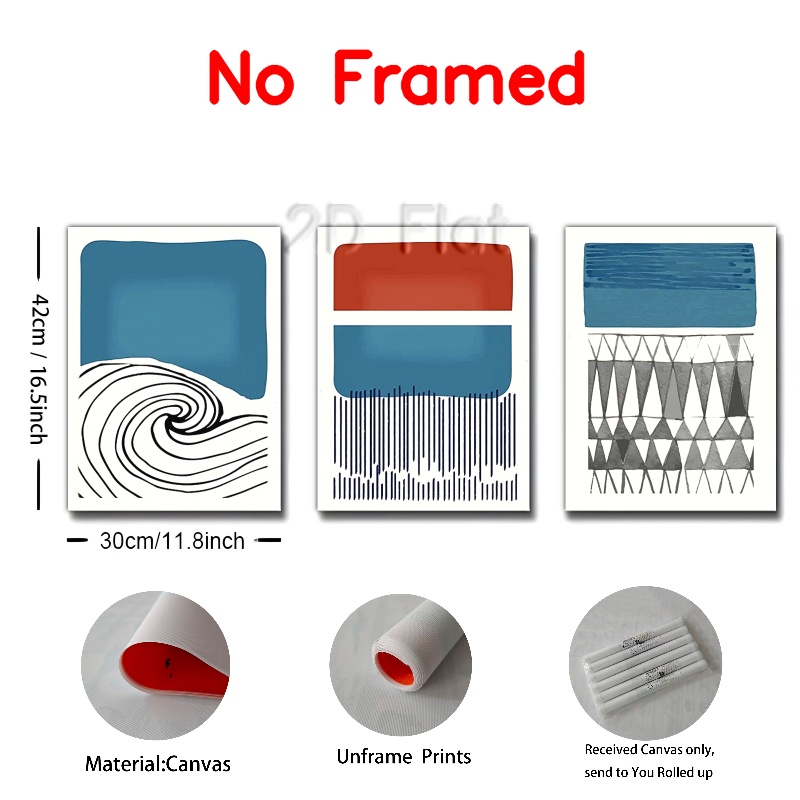 No Framed
2D Flat
42cm / 16.5inch
30cm/11.8inch
Material:Canvas
Unframe Prints
Received Canvas only,
send to You Rolled up